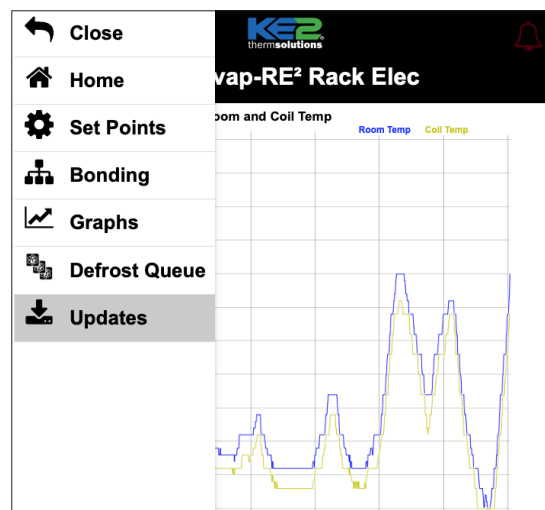 Close
Home
Set Points
Bonding
Graphs
Defrost Queue
Updates
KE2
thermsolutions
vap-RE² Rack Elec
oom and Coil Temp
Room Temp Coil Temp